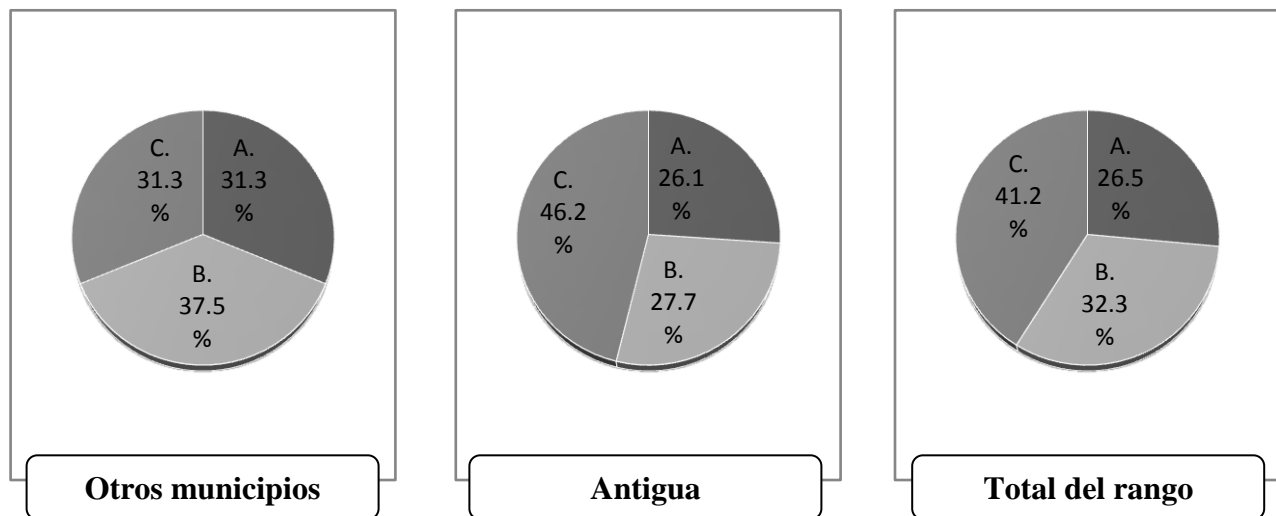 C.
31.3
%
A.
31.3
%
B.
37.5
%
Otros municipios
C.
46.2
%
A.
26.1
%
B.
27.7
%
Antigua
C.
41.2
%
A.
26.5
%
B.
32.3
%
Total del rango